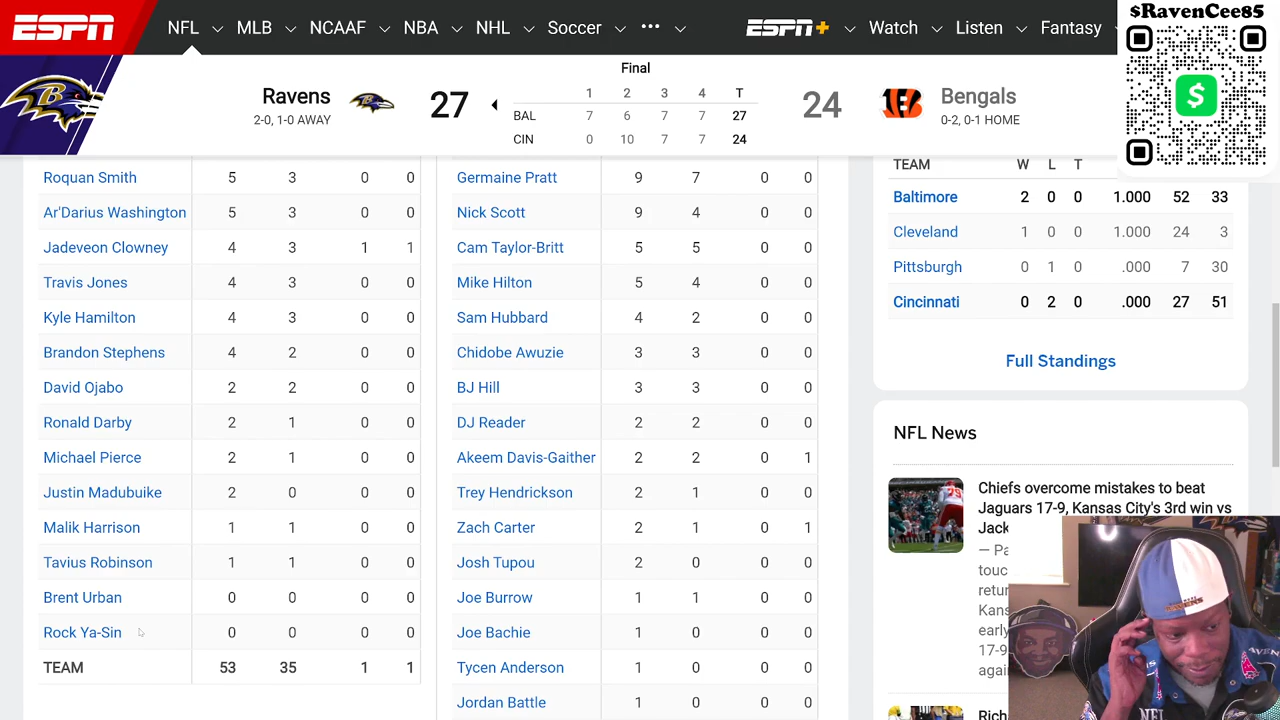 ESPN NFL MLB NCAAF NBA NHL Soccer ••• ESPN+ Watch Listen Fantasy
$RavenCee85
$
Final
Ravens 27 1 2 3 4 T 24 Bengals
2-0, 1-0 AWAY 0-2, 0-1 HOME
BAL 7 6 7 7 27
CIN 0 10 7 7 24
Roquan Smith 5 3 0 0
Ar'Darius Washington 5 3 0 0
Jadeveon Clowney 4 3 1 1
Travis Jones 4 3 0 0
Kyle Hamilton 4 3 0 0
Brandon Stephens 4 2 0 0
David Ojabo 2 2 0 0
Ronald Darby 2 1 0 0
Michael Pierce 2 1 0 0
Justin Madubuike 2 0 0 0
Malik Harrison 1 1 0 0
Tavius Robinson 1 1 0 0
Brent Urban 0 0 0 0
Rock Ya-Sin 0 0 0 0
TEAM 53 35 1 1
Germaine Pratt 9 7 0 0
Nick Scott 9 4 0 0
Cam Taylor-Britt 5 5 0 0
Mike Hilton 5 4 0 0
Sam Hubbard 4 2 0 0
Chidobe Awuzie 3 3 0 0
BJ Hill 3 3 0 0
DJ Reader 2 2 0 0
Akeem Davis-Gaither 2 2 0 1
Trey Hendrickson 2 1 0 0
Zach Carter 2 1 0 1
Josh Tupou 2 0 0 0
Joe Burrow 1 1 0 0
Joe Bachie 1 0 0 0
Tycen Anderson 1 0 0 0
Jordan Battle 1 0 0 0
TEAM W L T
Baltimore 2 0 0 1.000 52 33
Cleveland 1 0 0 1.000 24 3
Pittsburgh 0 1 0 .000 7 30
Cincinnati 0 2 0 .000 27 51
Full Standings
NFL News
Chiefs overcome mistakes to beat
Jaguars 17-9, Kansas City's 3rd win vs
Jack
— Pa
touc
retur
Kans
early
17-9
again
Rich
NFL